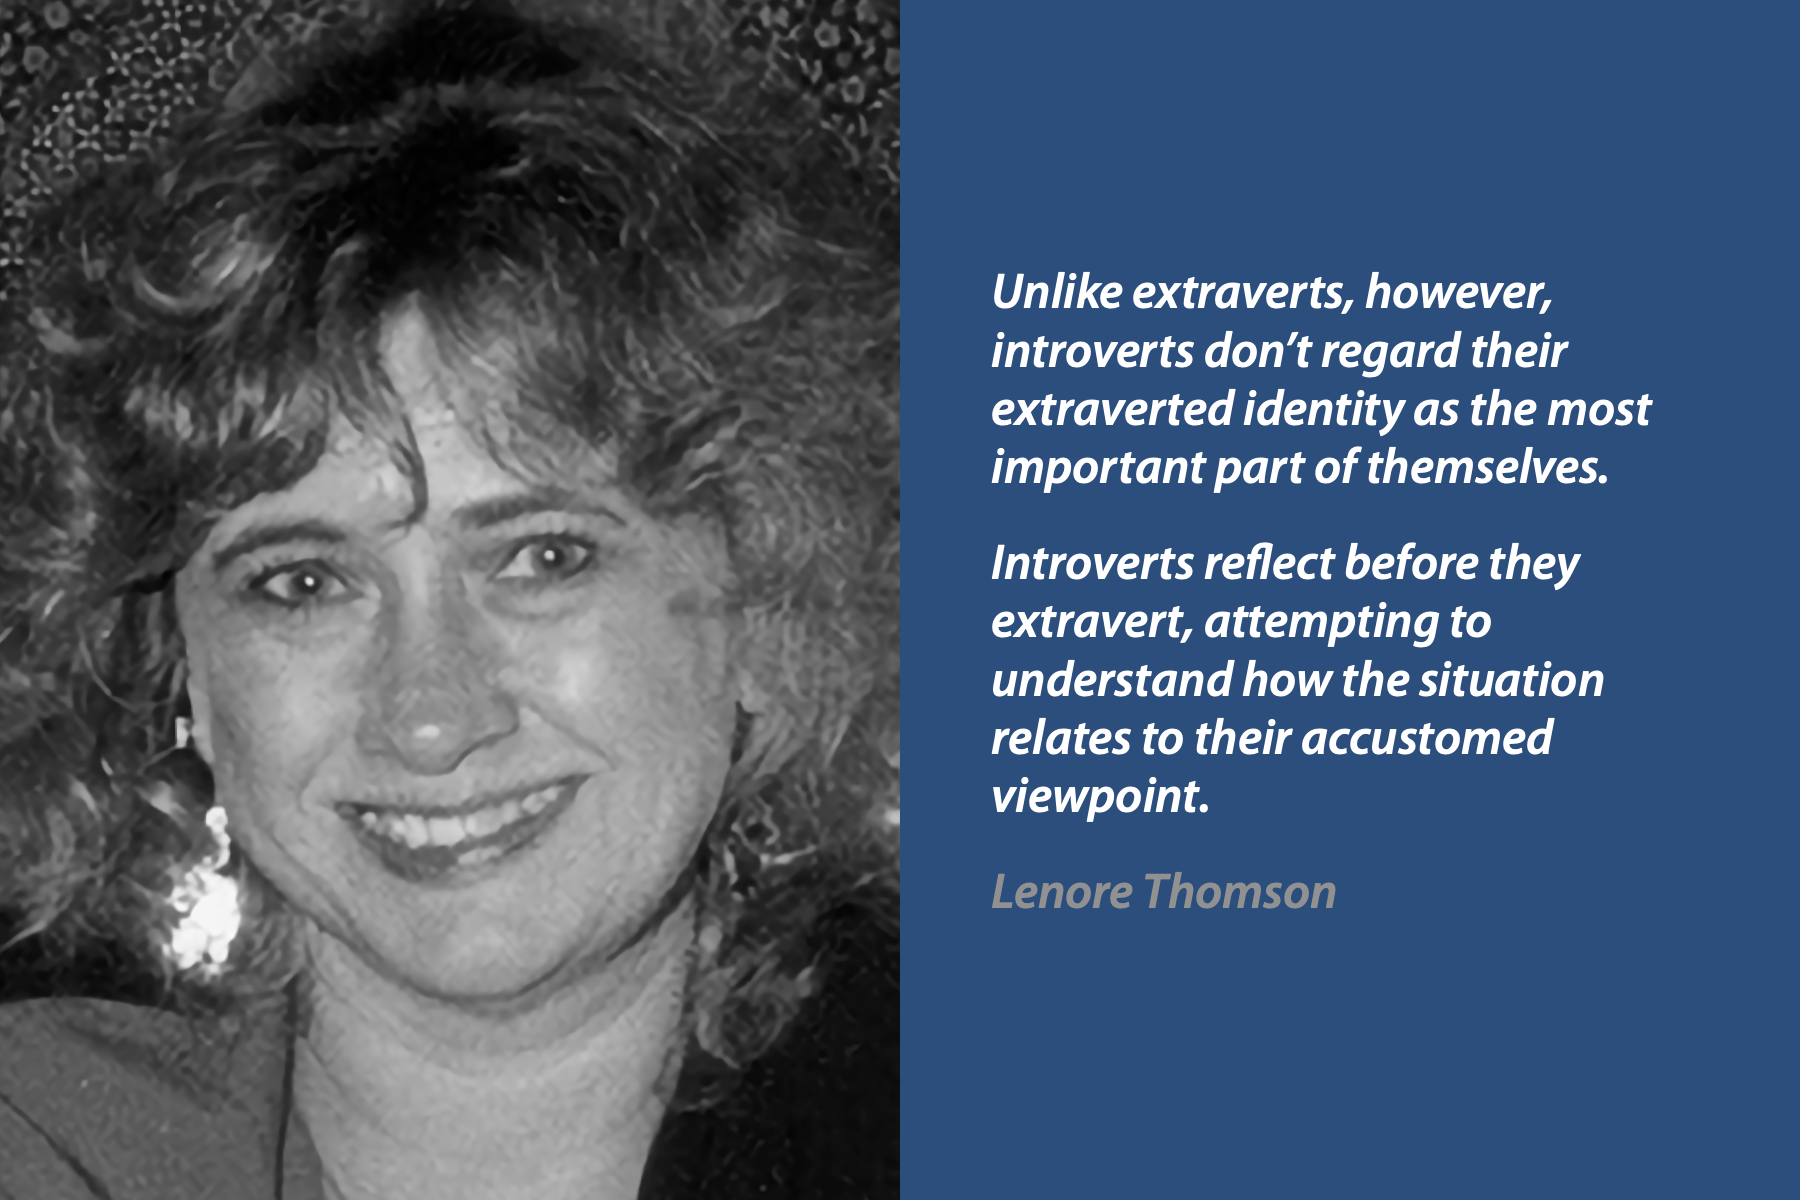 Unlike extraverts, however,
introverts don’t regard their
extraverted identity as the most
important part of themselves.
Introverts reflect before they
extravert, attempting to
understand how the situation
relates to their accustomed
viewpoint.
Lenore Thomson